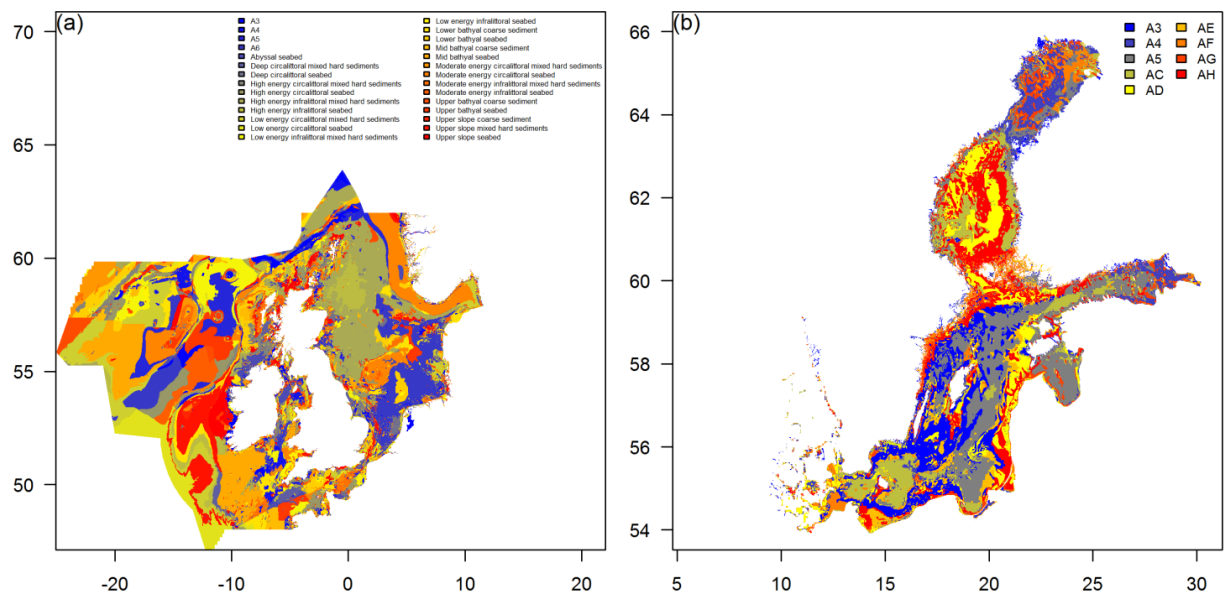 (a)
A3
A4
A5
A6
Abyssal seabed
Deep circalittoral mixed hard sediments
Deep circalittoral seabed
High energy circalittoral mixed hard sediments
High energy circalittoral seabed
High energy infralittoral mixed hard sediments
High energy infralittoral seabed
Low energy circalittoral mixed hard sediments
Low energy circalittoral seabed
Low energy infralittoral mixed hard sediments
Low energy infralittoral seabed
Lower bathyal coarse sediment
Lower bathyal seabed
Mid bathyal coarse sediment
Mid bathyal seabed
Moderate energy circalittoral mixed hard sediments
Moderate energy circalittoral seabed
Moderate energy infralittoral mixed hard sediments
Moderate energy infralittoral seabed
Upper bathyal coarse sediment
Upper bathyal seabed
Upper slope coarse sediment
Upper slope mixed hard sediments
Upper slope seabed
70
65
60
55
50
-20
-10
0
10
20
(b)
A3
A4
A5
AC
AD
AE
AF
AG
AH
66
64
62
60
58
56
54
5
10
15
20
25
30